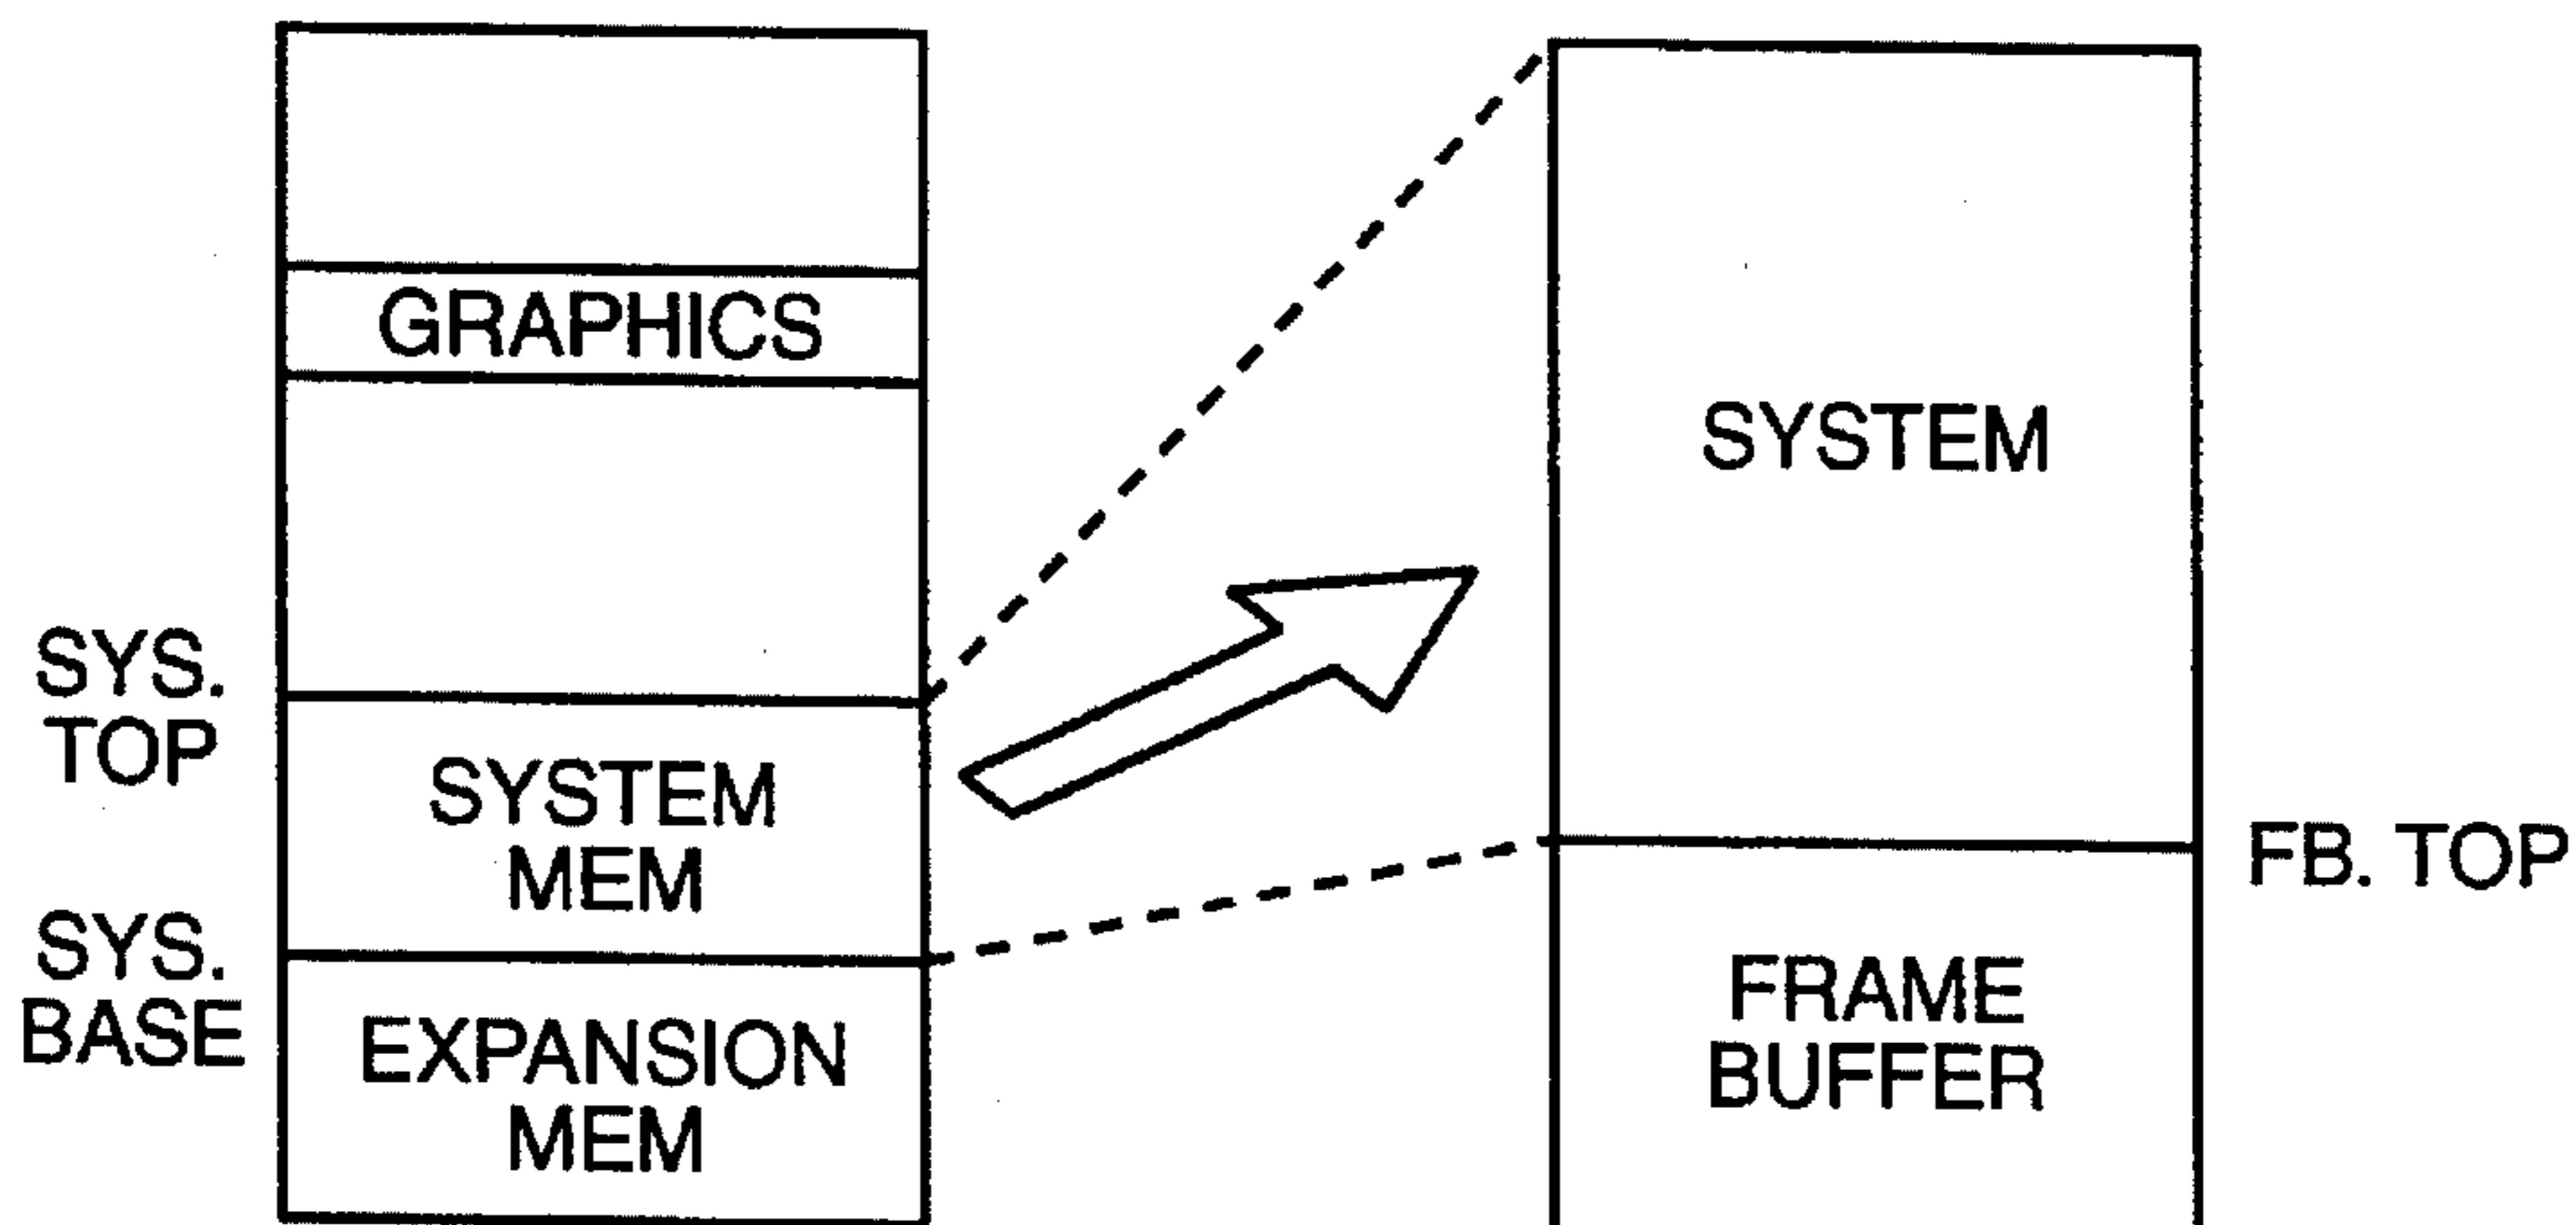 GRAPHICS
SYS.
TOP
SYSTEM
MEM
SYS.
BASE
EXPANSION
MEM
SYSTEM
FB. TOP
FRAME
BUFFER